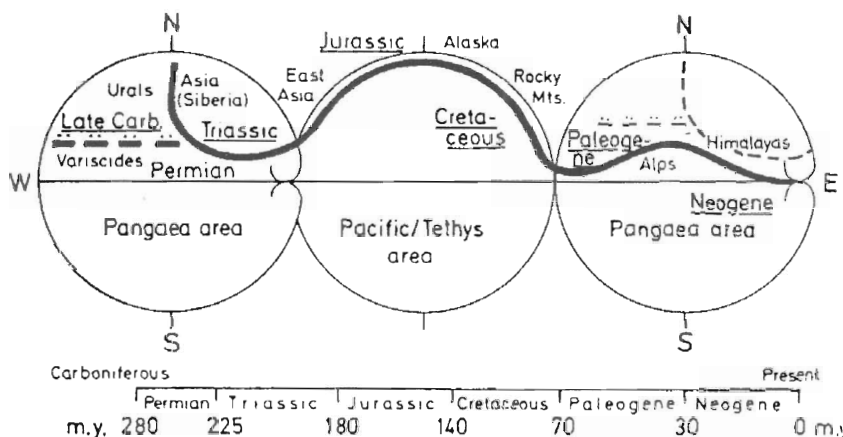 N
Urals
Asia
(Siberia)
Late Carb.
Variscides
Triassic
Permian
W
Pangaea area
S
East
Asia
Jurassic
Alaska
Rocky
Mts.
Creta-
ceous
Pacific/Tethys
area
N
Paleoge-
ne
Himalayas
Alps
E
Neogene
Pangaea area
S
Carboniferous
Present
Permian
Triassic
Jurassic
Cretaceous
Paleogene
Neogene
m.y. 280 225 180 140 70 30 0 m.y